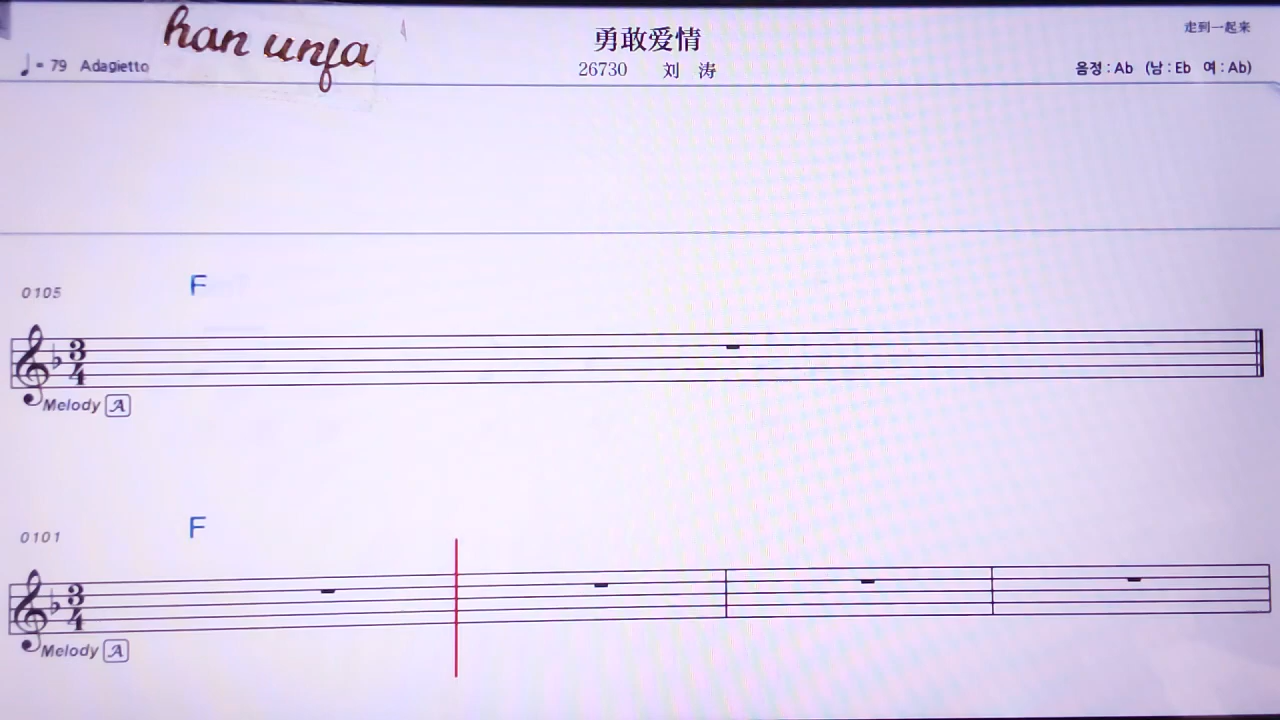 han unfa
勇敢爱情
走到一起来
♩= 79 Adagietto
26730 刘 涛
음정 : Ab (남 : Eb 여 : Ab)
0105
F
3
4
Melody A
0101
F
3
4
Melody A